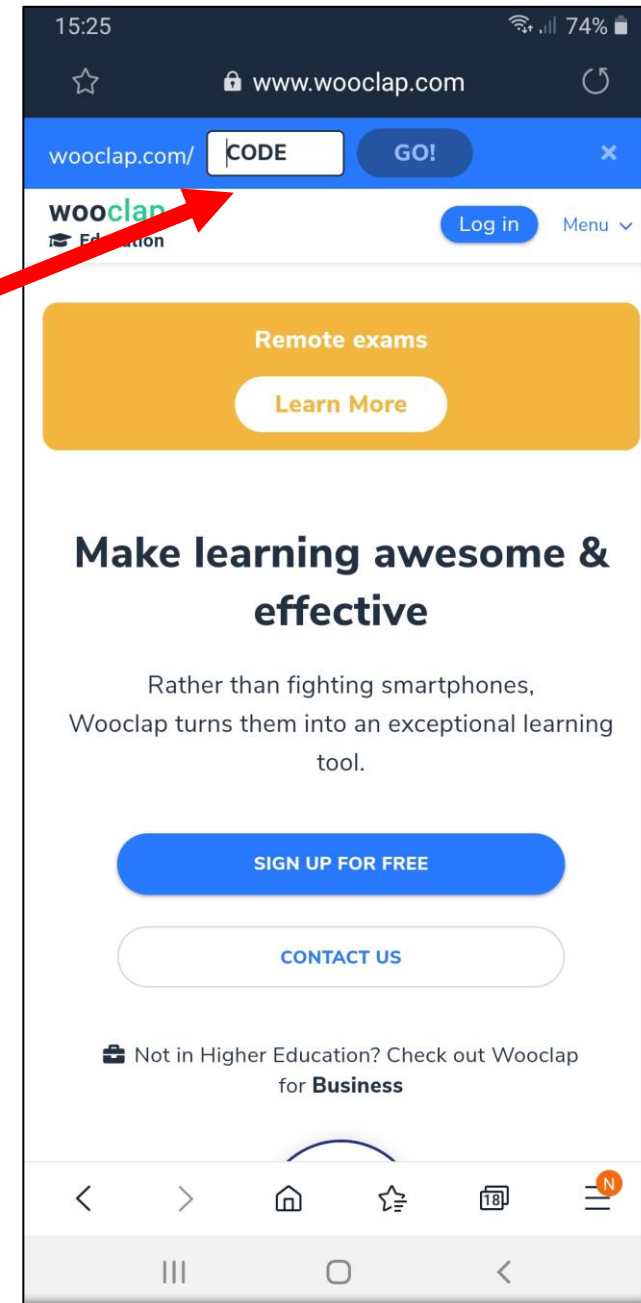 15:25 74%
www.wooclap.com
wooclap.com/ CODE GO! ×
wooclap
Education
Log in Menu
Remote exams
Learn More
Make learning awesome &
effective
Rather than fighting smartphones,
Wooclap turns them into an exceptional learning
tool.
SIGN UP FOR FREE
CONTACT US
Not in Higher Education? Check out Wooclap
for Business
18 N